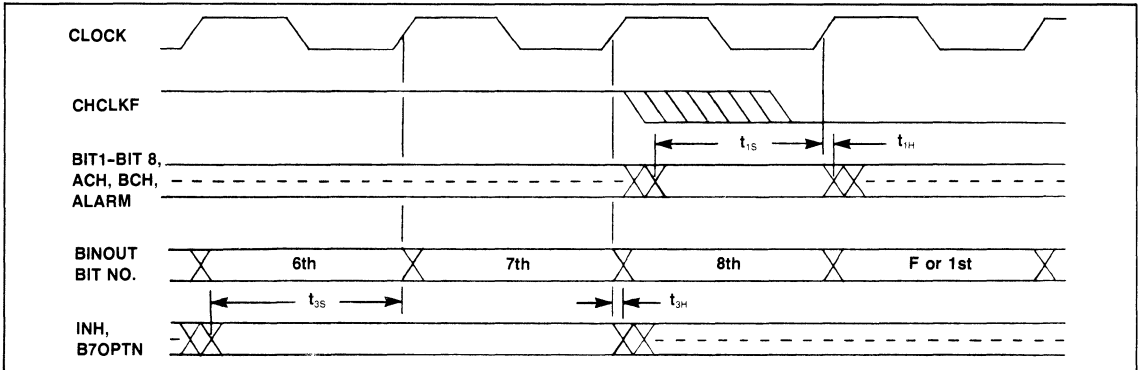 CLOCK
CHCLKF
t1S
t1H
BIT1-BIT 8,
ACH, BCH,
ALARM
BINOUT
BIT NO.
6th
7th
8th
F or 1st
t3S
t3H
INH,
B7OPTN